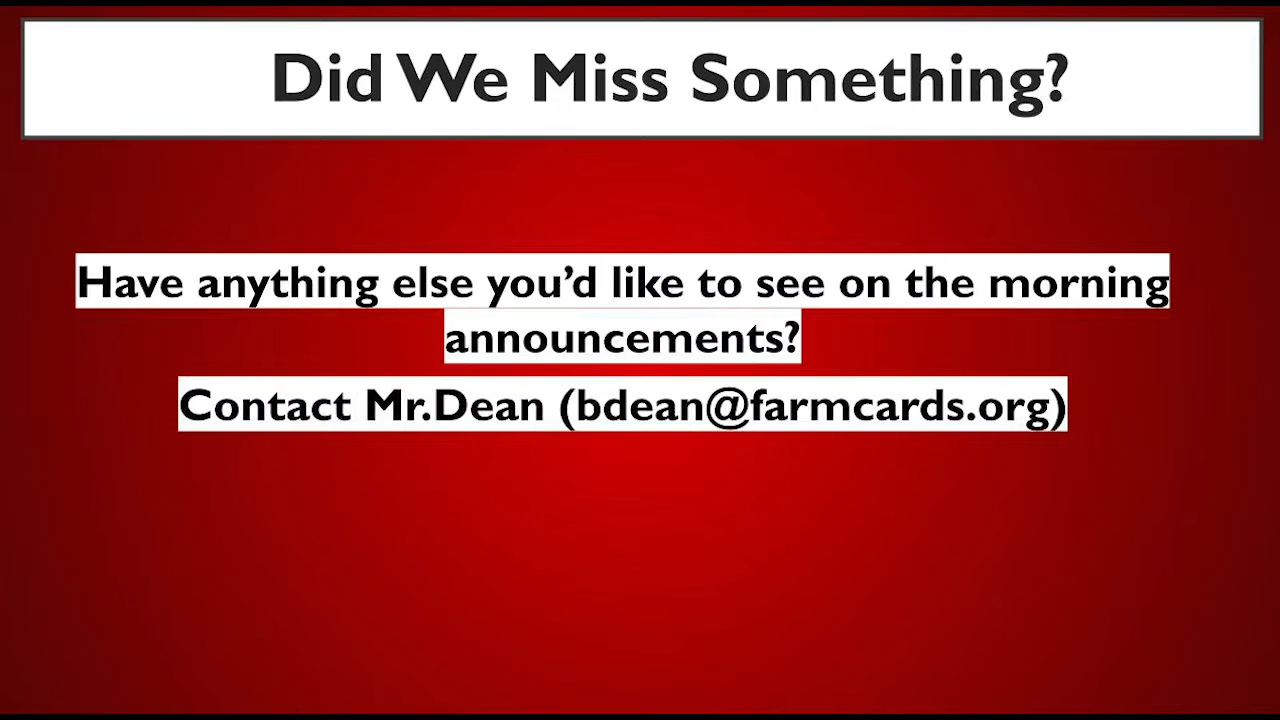 Did We Miss Something?
Have anything else you’d like to see on the morning
announcements?
Contact Mr.Dean (bdean@farmcards.org)